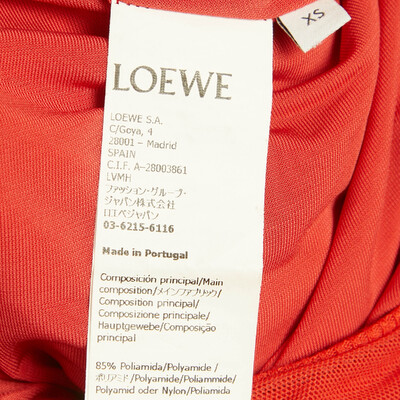 XS
LOEWE
LOEWE S.A.
C/Goya, 4
28001 - Madrid
SPAIN
C.I.F. A-28003861
LVMH
ファッション・グループ・
ジャパン株式会社
ロエベジャパン
03-6215-6116
Made in Portugal
Composición principal/Main
composition/メインファブリック/
Composition principal/
Composizione principale/
Hauptgewebe/Composição
principal/
85% Poliamida/Polyamide/
ポリアミド/Polyamide/Poliammide/
Polyamid oder Nylon/Poliamida